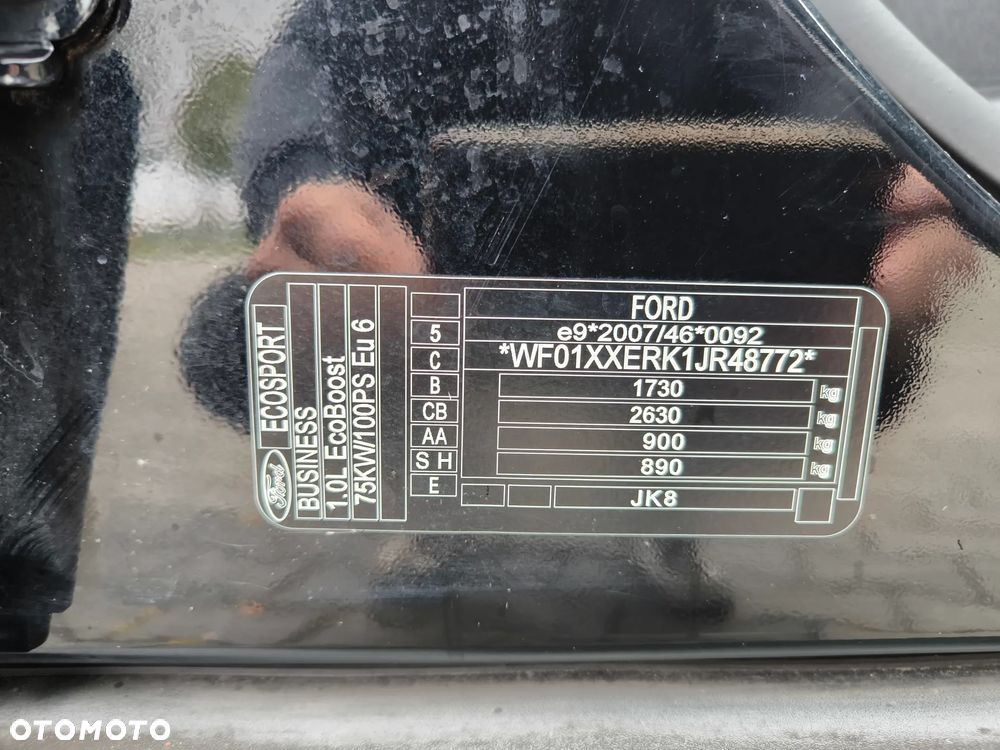 Ford
ECOSPORT
BUSINESS
1.0L EcoBoost
75KW/100PS Eu 6
5
C
B
CB
AA
S H
E
FORD
e9*2007/46*0092
*WF01XXERK1JR48772*
1730 kg
2630 kg
900 kg
890 kg
JK8
OTOMOTO